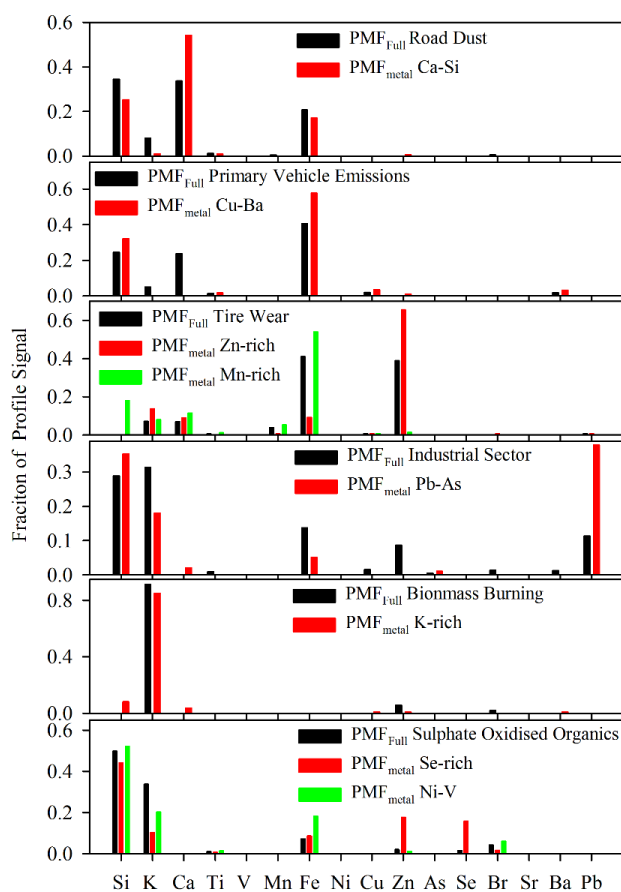 Fraciton of Profile Signal
0.6
0.4
0.2
0.0
PMFFull Road Dust
PMFmetal Ca-Si
0.6
0.4
0.2
0.0
PMFFull Primary Vehicle Emissions
PMFmetal Cu-Ba
0.6
0.4
0.2
0.0
PMFFull Tire Wear
PMFmetal Zn-rich
PMFmetal Mn-rich
0.3
0.2
0.1
0.0
PMFFull Industrial Sector
PMFmetal Pb-As
0.8
0.4
0.0
PMFFull Bionmass Burning
PMFmetal K-rich
0.6
0.4
0.2
0.0
PMFFull Sulphate Oxidised Organics
PMFmetal Se-rich
PMFmetal Ni-V
Si K Ca Ti V Mn Fe Ni Cu Zn As Se Br Sr Ba Pb